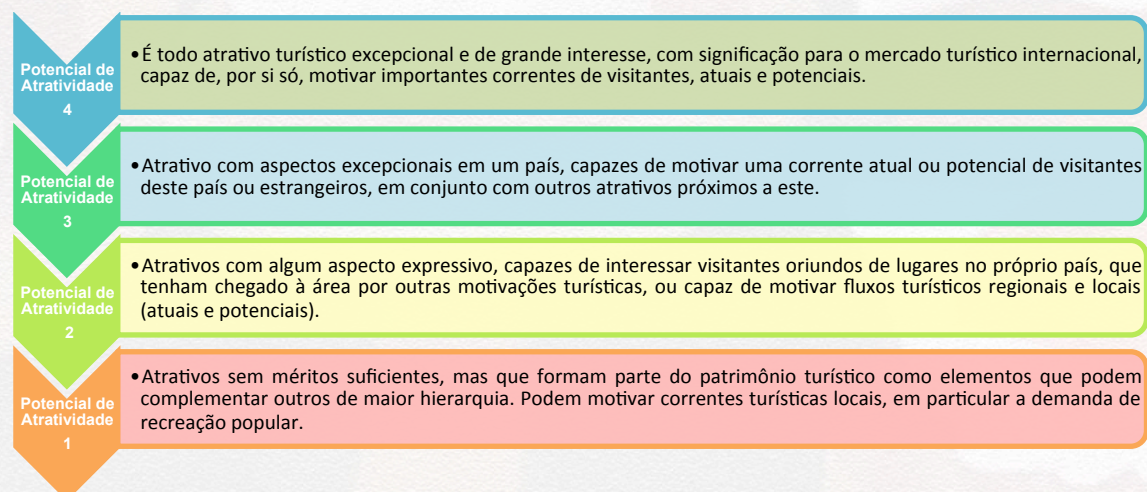 Potencial de
Atratividade
4
•É todo atrativo turístico excepcional e de grande interesse, com significação para o mercado turístico internacional,
capaz de, por si só, motivar importantes correntes de visitantes, atuais e potenciais.
Potencial de
Atratividade
3
•Atrativo com aspectos excepcionais em um país, capazes de motivar uma corrente atual ou potencial de visitantes
deste país ou estrangeiros, em conjunto com outros atrativos próximos a este.
Potencial de
Atratividade
2
•Atrativos com algum aspecto expressivo, capazes de interessar visitantes oriundos de lugares no próprio país, que
tenham chegado à área por outras motivações turísticas, ou capaz de motivar fluxos turísticos regionais e locais
(atuais e potenciais).
Potencial de
Atratividade
1
•Atrativos sem méritos suficientes, mas que formam parte do patrimônio turístico como elementos que podem
complementar outros de maior hierarquia. Podem motivar correntes turísticas locais, em particular a demanda de
recreação popular.